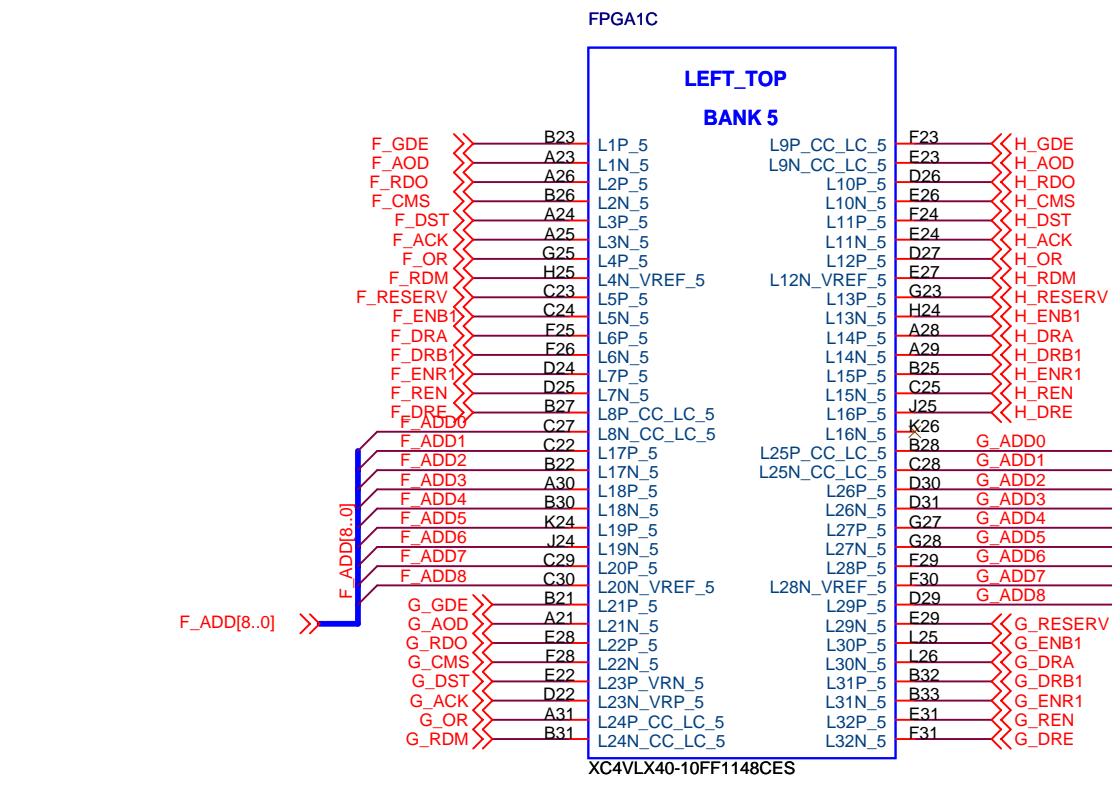 FPGA1C
LEFT_TOP
BANK 5
F_GDE B23 L1P_5 L9P_CC_LC_5 F23 H_GDE
F_AOD A23 L1N_5 L9N_CC_LC_5 E23 H_AOD
F_RDO A26 L2P_5 L10P_5 D26 H_RDO
F_CMS B26 L2N_5 L10N_5 E26 H_CMS
F_DST A24 L3P_5 L11P_5 F24 H_DST
F_ACK A25 L3N_5 L11N_5 E24 H_ACK
F_OR G25 L4P_5 L12P_5 D27 H_OR
F_RDM H25 L4N_VREF_5 L12N_VREF_5 E27 H_RDM
F_RESERV C23 L5P_5 L13P_5 G23 H_RESERV
F_ENB1 C24 L5N_5 L13N_5 H24 H_ENB1
F_DRA E25 L6P_5 L14P_5 A28 H_DRA
F_DRB1 F26 L6N_5 L14N_5 A29 H_DRB1
F_ENR1 D24 L7P_5 L15P_5 B25 H_ENR1
F_REN D25 L7N_5 L15N_5 C25 H_REN
F_DRE B27 L8P_CC_LC_5 L16P_5 J25 H_DRE
F_ADD0 C27 L8N_CC_LC_5 L16N_5 K26
F_ADD1 C22 L17P_5 L25P_CC_LC_5 B28 G_ADD0
F_ADD2 B22 L17N_5 L25N_CC_LC_5 C28 G_ADD1
F_ADD3 A30 L18P_5 L26P_5 D30 G_ADD2
F_ADD4 B30 L18N_5 L26N_5 D31 G_ADD3
F_ADD5 K24 L19P_5 L27P_5 G27 G_ADD4
F_ADD6 J24 L19N_5 L27N_5 G28 G_ADD5
F_ADD7 C29 L20P_5 L28P_5 F29 G_ADD6
F_ADD8 C30 L20N_VREF_5 L28N_VREF_5 F30 G_ADD7
F_ADD[8..0]
G_GDE B21 L21P_5 L29P_5 D29 G_ADD8
F_ADD[8..0]
G_AOD A21 L21N_5 L29N_5 E29 G_RESERV
G_RDO E28 L22P_5 L30P_5 L25 G_ENB1
G_CMS F28 L22N_5 L30N_5 L26 G_DRA
G_DST E22 L23P_VRN_5 L31P_5 B32 G_DRB1
G_ACK D22 L23N_VRP_5 L31N_5 B33 G_ENR1
G_OR A31 L24P_CC_LC_5 L32P_5 E31 G_REN
G_RDM B31 L24N_CC_LC_5 L32N_5 F31 G_DRE
XC4VLX40-10FF1148CES